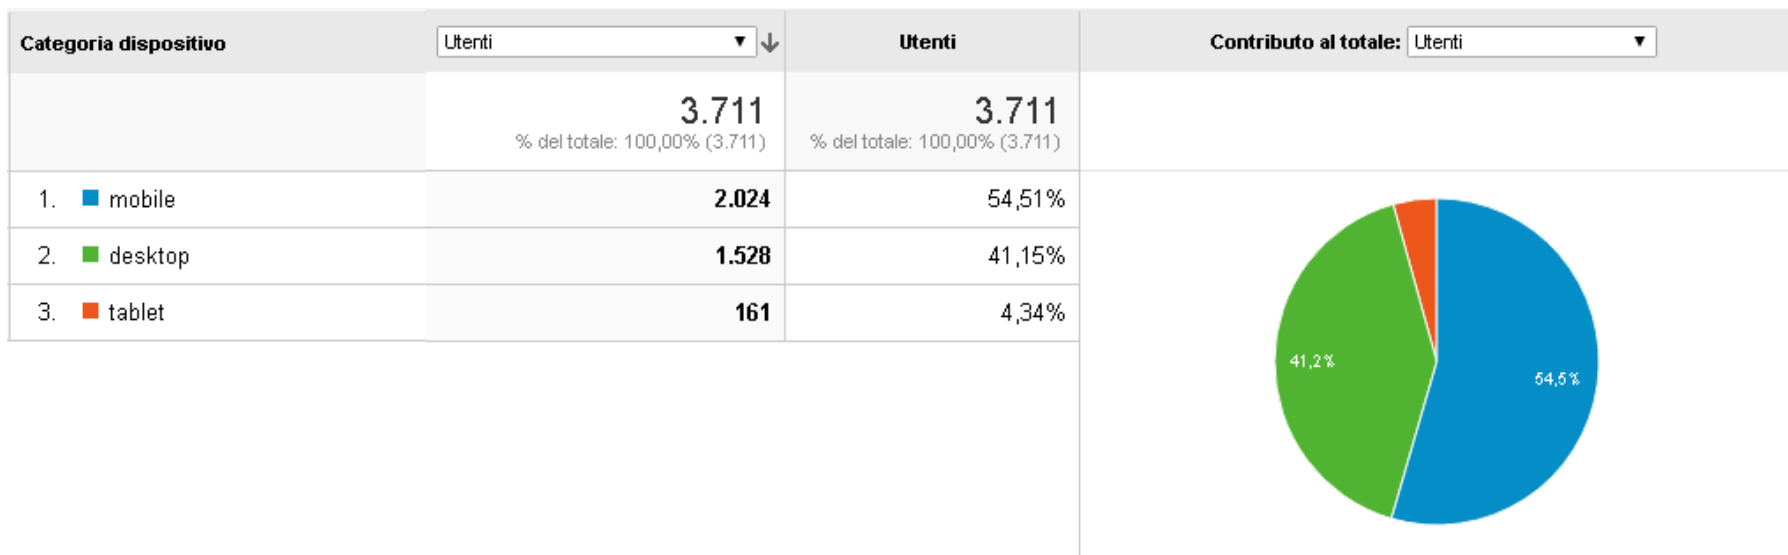 Categoria dispositivo Utenti Utenti Contributo al totale: Utenti
3.711 3.711
% del totale: 100,00% (3.711) % del totale: 100,00% (3.711)
1. mobile 2.024 54,51%
2. desktop 1.528 41,15%
3. tablet 161 4,34%
41,2%
54,5%